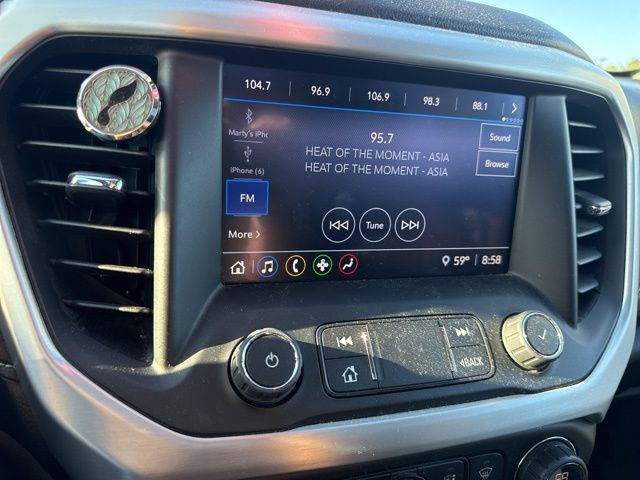 104.7 96.9 106.9 98.3 88.1
Marty's iPho
iPhone (6)
FM
More
95.7
HEAT OF THE MOMENT - ASIA
HEAT OF THE MOMENT - ASIA
Sound
Browse
Tune
59° 8:58
BACK